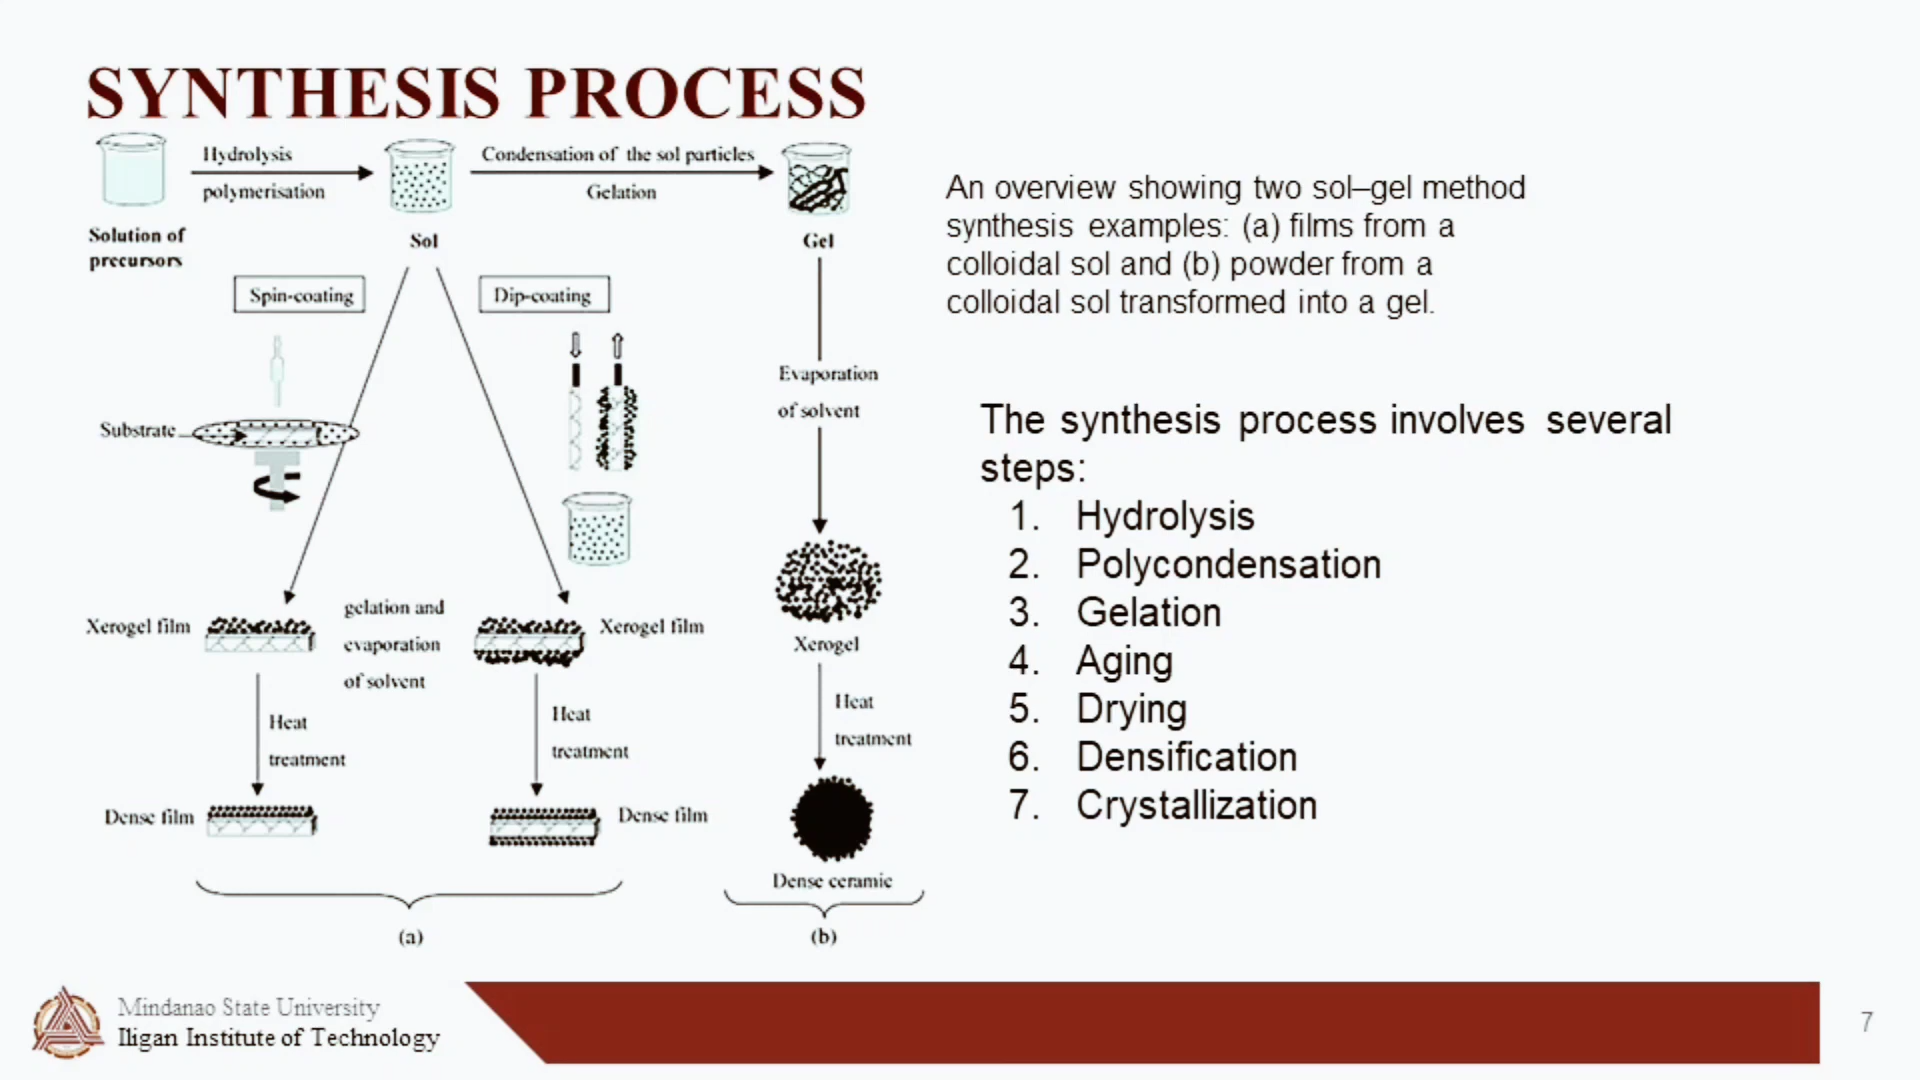 SYNTHESIS PROCESS
Hydrolysis
polymerisation
Condensation of the sol particles
Gelation
Solution of
precursors
Sol
Gel
Spin-coating
Dip-coating
Substrate
Evaporation
of solvent
Xerogel film
gelation and
evaporation
of solvent
Xerogel film
Xerogel
Heat
treatment
Heat
treatment
Heat
treatment
Dense film
Dense film
Dense ceramic
(a)
(b)
An overview showing two sol–gel method
synthesis examples: (a) films from a
colloidal sol and (b) powder from a
colloidal sol transformed into a gel.
The synthesis process involves several
steps:
1. Hydrolysis
2. Polycondensation
3. Gelation
4. Aging
5. Drying
6. Densification
7. Crystallization
Mindanao State University
Iligan Institute of Technology
7